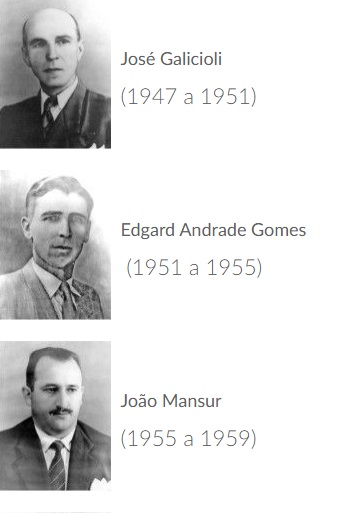 José Galicioli
(1947 a 1951)
Edgard Andrade Gomes
(1951 a 1955)
João Mansur
(1955 a 1959)